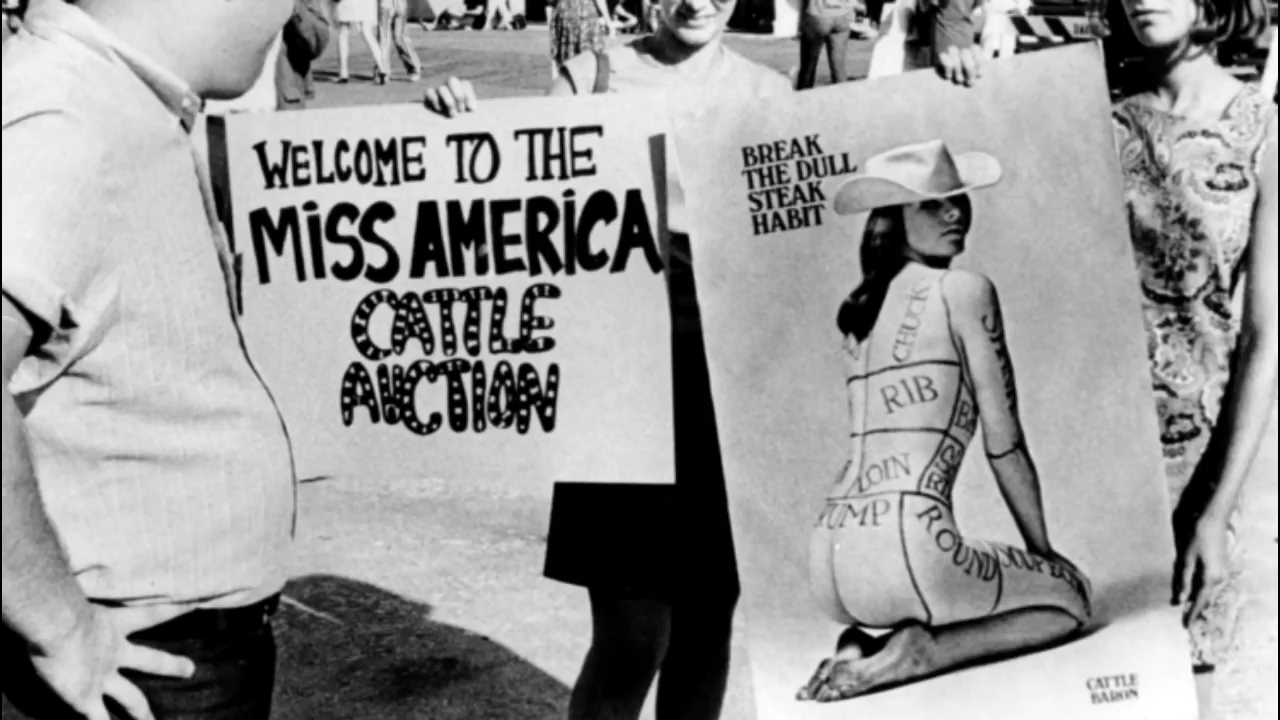 WELCOME TO THE
MiSS AMERiCA
CATTLE
AUCTION
BREAK
THE DULL
STEAK
HABIT
CHUCK
RIB
LOIN
RUMP
ROUND
CATTLE
BARON